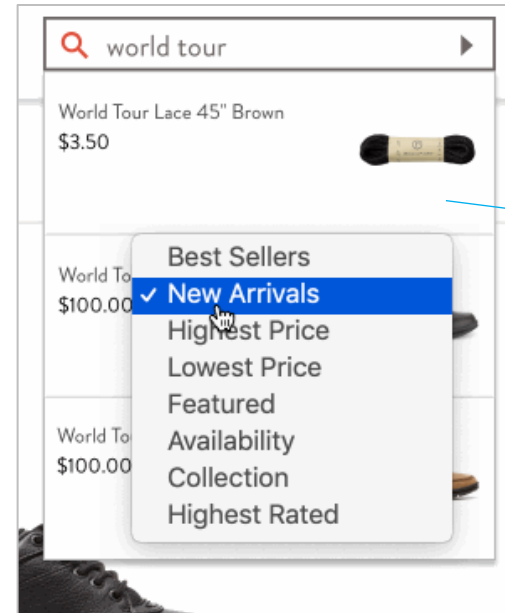 world tour
World Tour Lace 45" Brown
$3.50
Best Sellers
World To
✓ New Arrivals
$100.00
Highest Price
Lowest Price
Featured
World To
Availability
$100.00
Collection
Highest Rated